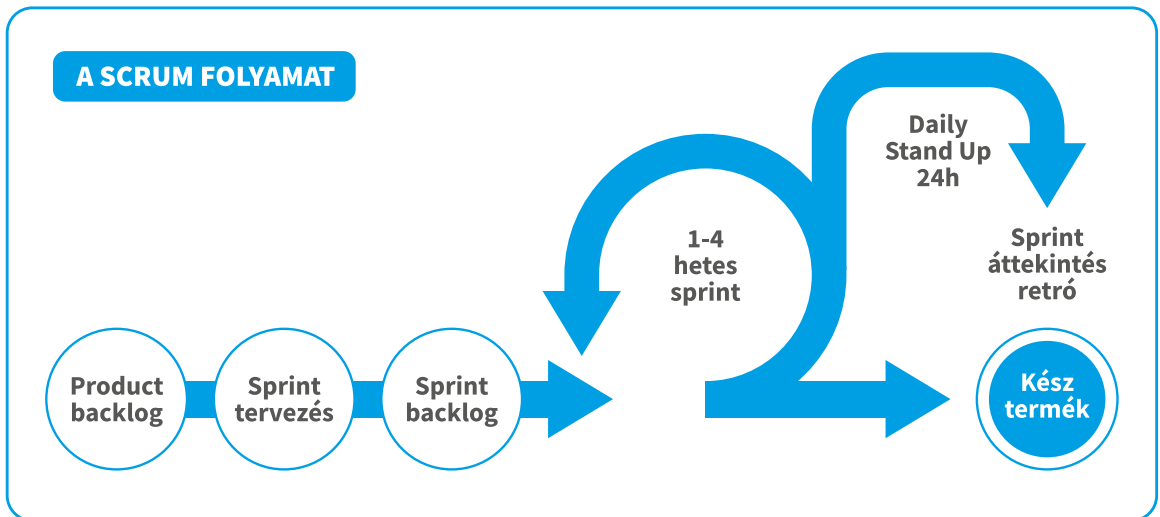 A SCRUM FOLYAMAT
Daily
Stand Up
24h
1-4
hetes
sprint
Sprint
áttekintés
retró
Product
backlog
Sprint
tervezés
Sprint
backlog
Kész
termék